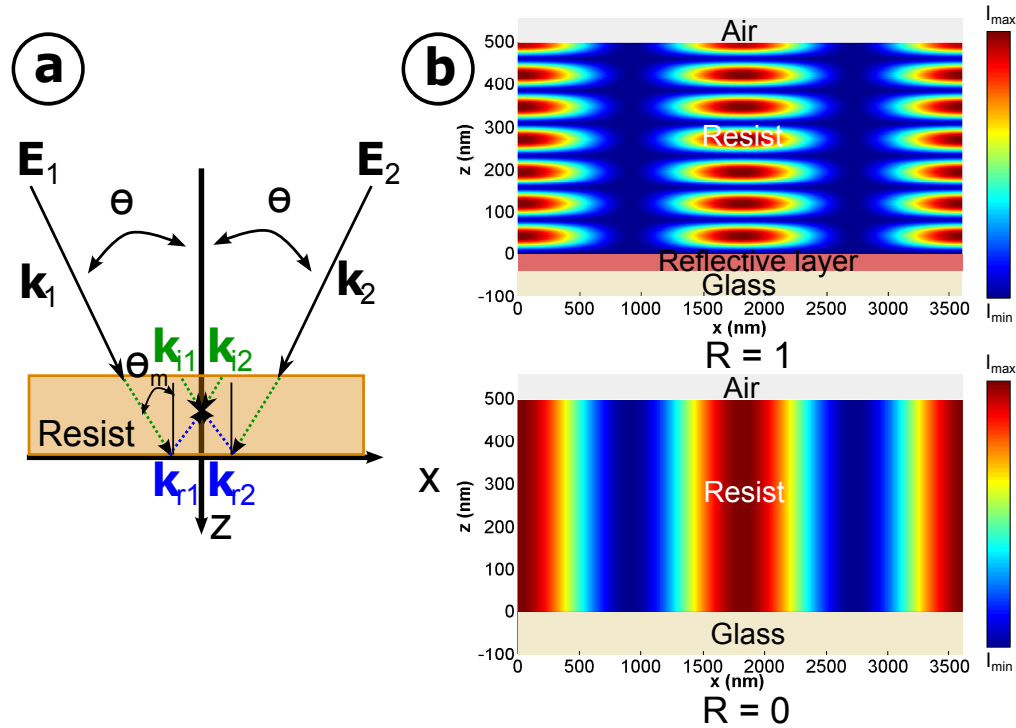 a
E1
E2
ϴ
ϴ
k1
k2
ki1
ki2
ϴm
Resist
kr1
kr2
X
Z
b
Air
500
400
300
200
100
0
-100
z (nm)
Resist
Reflective layer
Glass
0
500
1000
1500
2000
2500
3000
3500
x (nm)
R = 1
Imax
Imin
Air
500
400
300
200
100
0
-100
z (nm)
Resist
Glass
0
500
1000
1500
2000
2500
3000
3500
x (nm)
R = 0
Imax
Imin